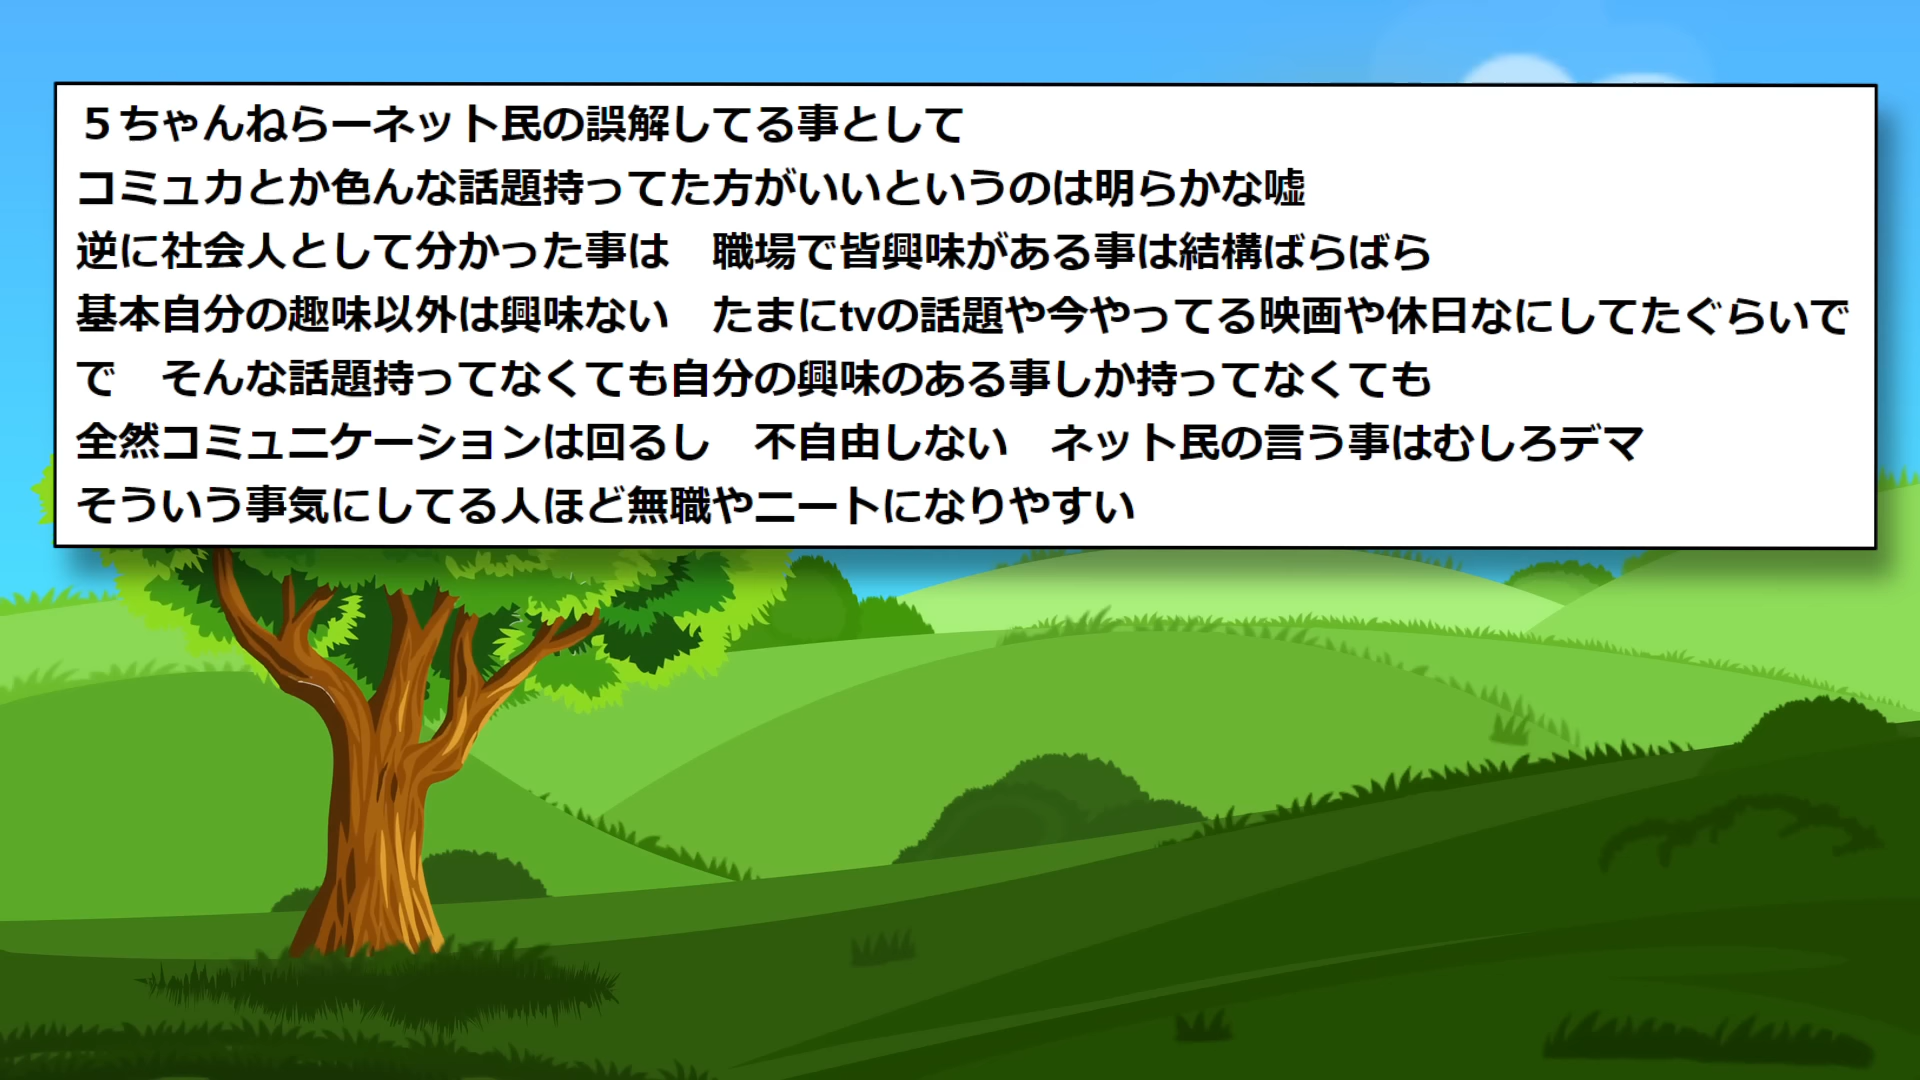 ５ちゃんねらーネット民の誤解してる事として
コミュ力とか色んな話題持ってた方がいいというのは明らかな嘘
逆に社会人として分かった事は　職場で皆興味がある事は結構ばらばら
基本自分の趣味以外は興味ない　たまにtvの話題や今やってる映画や休日なにしてたぐらいで
で　そんな話題持ってなくても自分の興味のある事しか持ってなくても
全然コミュニケーションは回るし　不自由しない　ネット民の言う事はむしろデマ
そういう事気にしてる人ほど無職やニートになりやすい